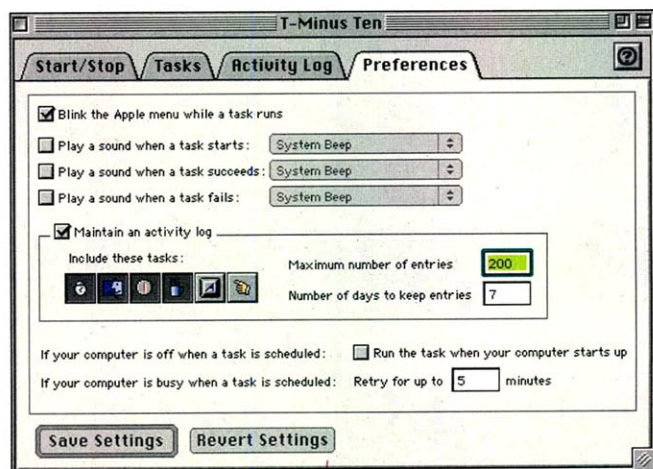 T-Minus Ten
Start/Stop Tasks Activity Log Preferences ?
Blink the Apple menu while a task runs
Play a sound when a task starts: System Beep
Play a sound when a task succeeds: System Beep
Play a sound when a task fails: System Beep
Maintain an activity log
Include these tasks:
Maximum number of entries 200
Number of days to keep entries 7
If your computer is off when a task is scheduled: Run the task when your computer starts up
If your computer is busy when a task is scheduled: Retry for up to 5 minutes
Save Settings Revert Settings